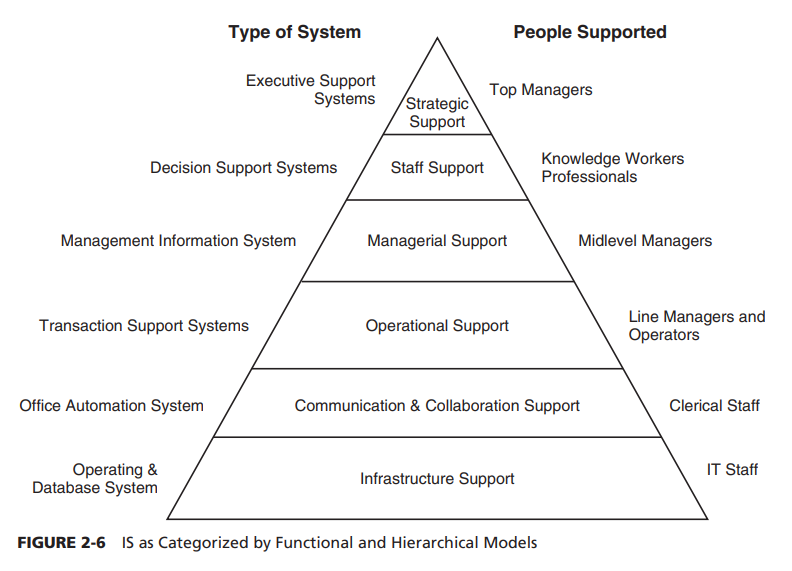 Type of System
People Supported
Executive Support
Systems
Strategic
Support
Top Managers
Decision Support Systems
Staff Support
Knowledge Workers
Professionals
Management Information System
Managerial Support
Midlevel Managers
Transaction Support Systems
Operational Support
Line Managers and
Operators
Office Automation System
Communication & Collaboration Support
Clerical Staff
Operating &
Database System
Infrastructure Support
IT Staff
FIGURE 2-6 IS as Categorized by Functional and Hierarchical Models